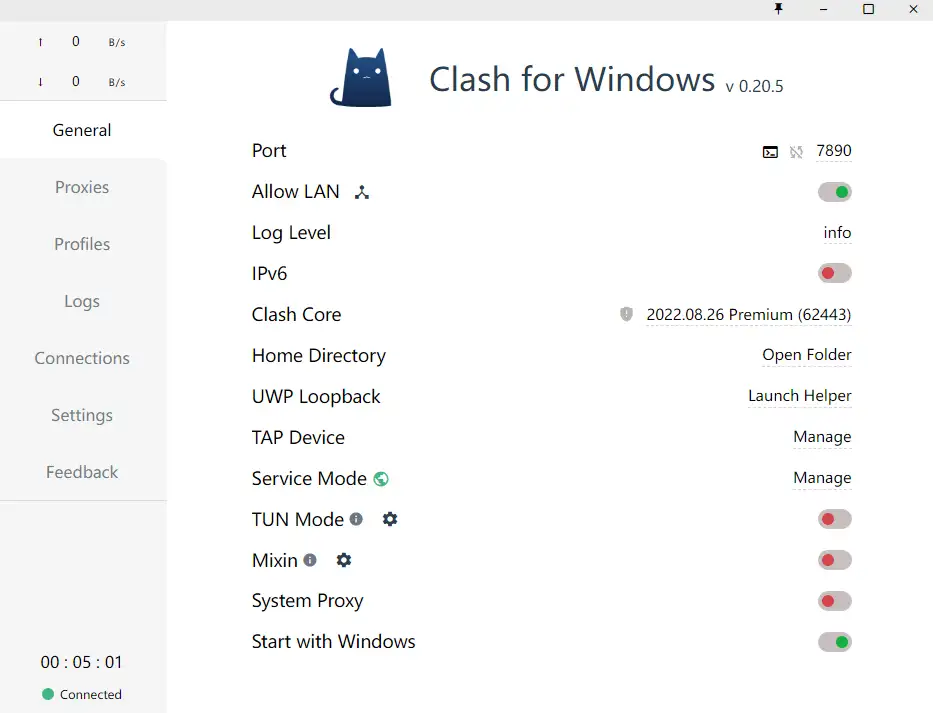 ↑ 0 B/s
↓ 0 B/s
General
Proxies
Profiles
Logs
Connections
Settings
Feedback
00 : 05 : 01
Connected
Clash for Windows v 0.20.5
Port 7890
Allow LAN
Log Level info
IPv6
Clash Core 2022.08.26 Premium (62443)
Home Directory Open Folder
UWP Loopback Launch Helper
TAP Device Manage
Service Mode Manage
TUN Mode
Mixin
System Proxy
Start with Windows